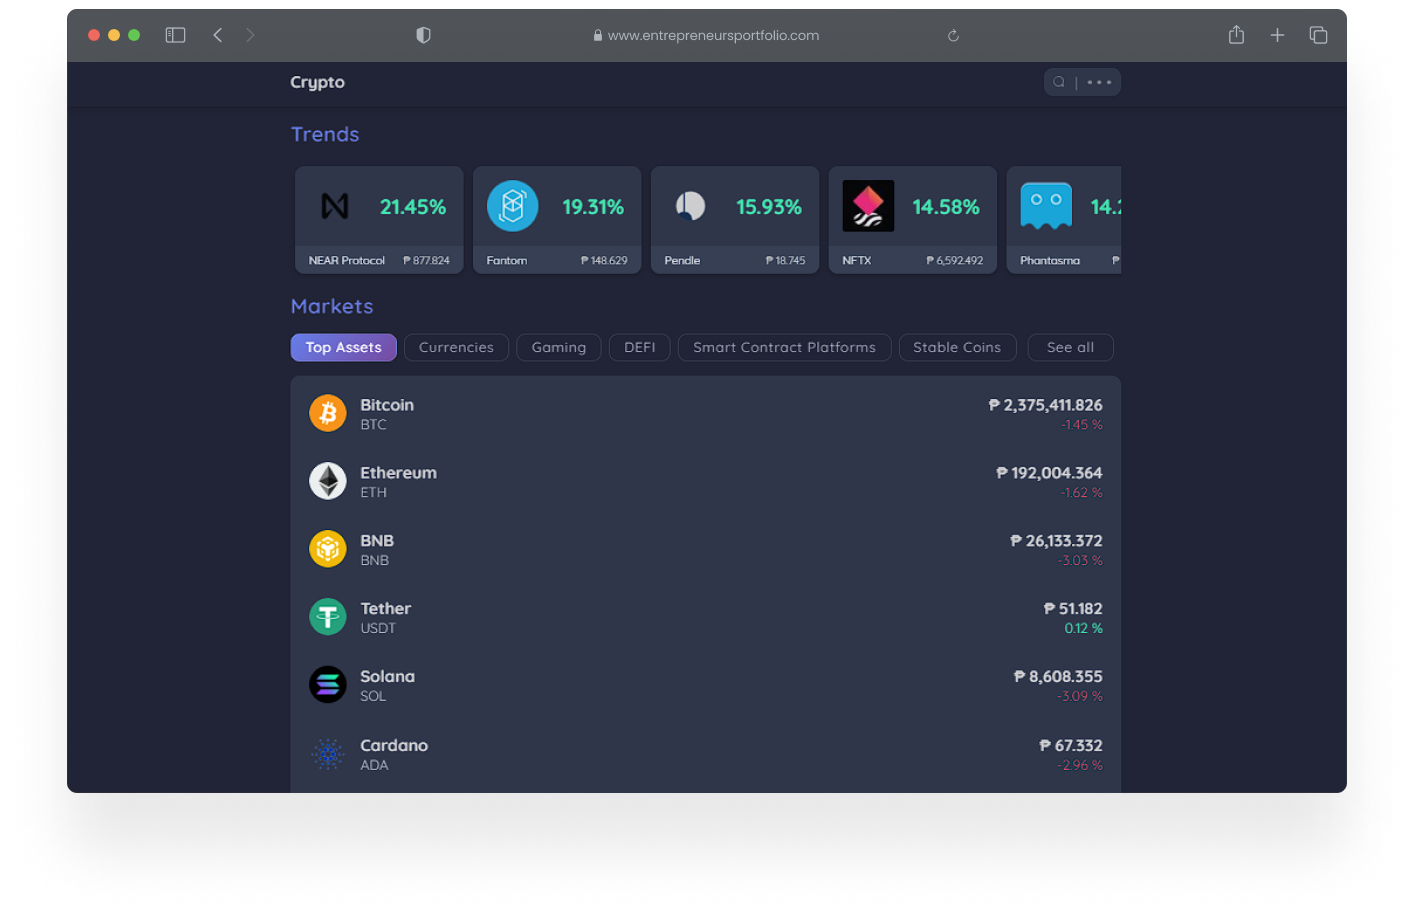 www.entrepreneursportfolio.com
Crypto
Trends
21.45%
NEAR Protocol ₱ 877.824
19.31%
Fantom ₱ 148.629
15.93%
Pendle ₱ 18.745
14.58%
NFTX ₱ 6,592.492
14.2
Phantasma ₱
Markets
Top Assets Currencies Gaming DEFI Smart Contract Platforms Stable Coins See all
Bitcoin ₱ 2,375,411.826
BTC -1.45 %
Ethereum ₱ 192,004.364
ETH -1.62 %
BNB ₱ 26,133.372
BNB -3.03 %
Tether ₱ 51.182
USDT 0.12 %
Solana ₱ 8,608.355
SOL -3.09 %
Cardano ₱ 67.332
ADA -2.96 %